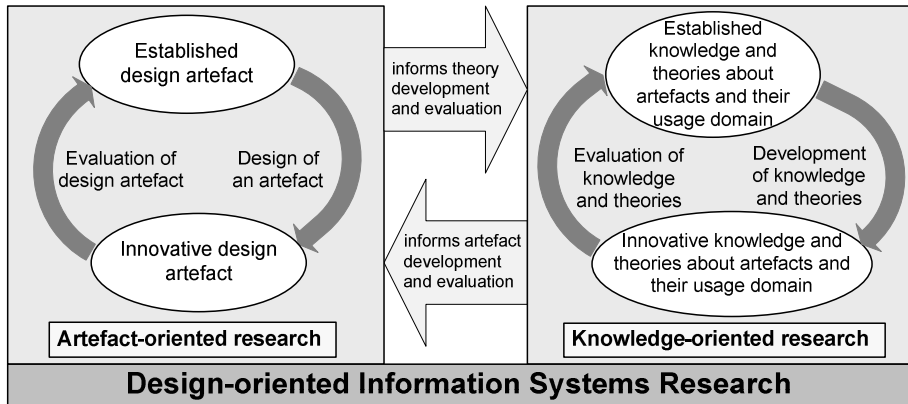 Established
design artefact
Evaluation of
design artefact
Design of
an artefact
Innovative design
artefact
Artefact-oriented research
informs theory
development
and evaluation
informs artefact
development
and evaluation
Established
knowledge and
theories about
artefacts and their
usage domain
Evaluation of
knowledge
and theories
Development
of knowledge
and theories
Innovative knowledge and
theories about artefacts and
their usage domain
Knowledge-oriented research
Design-oriented Information Systems Research